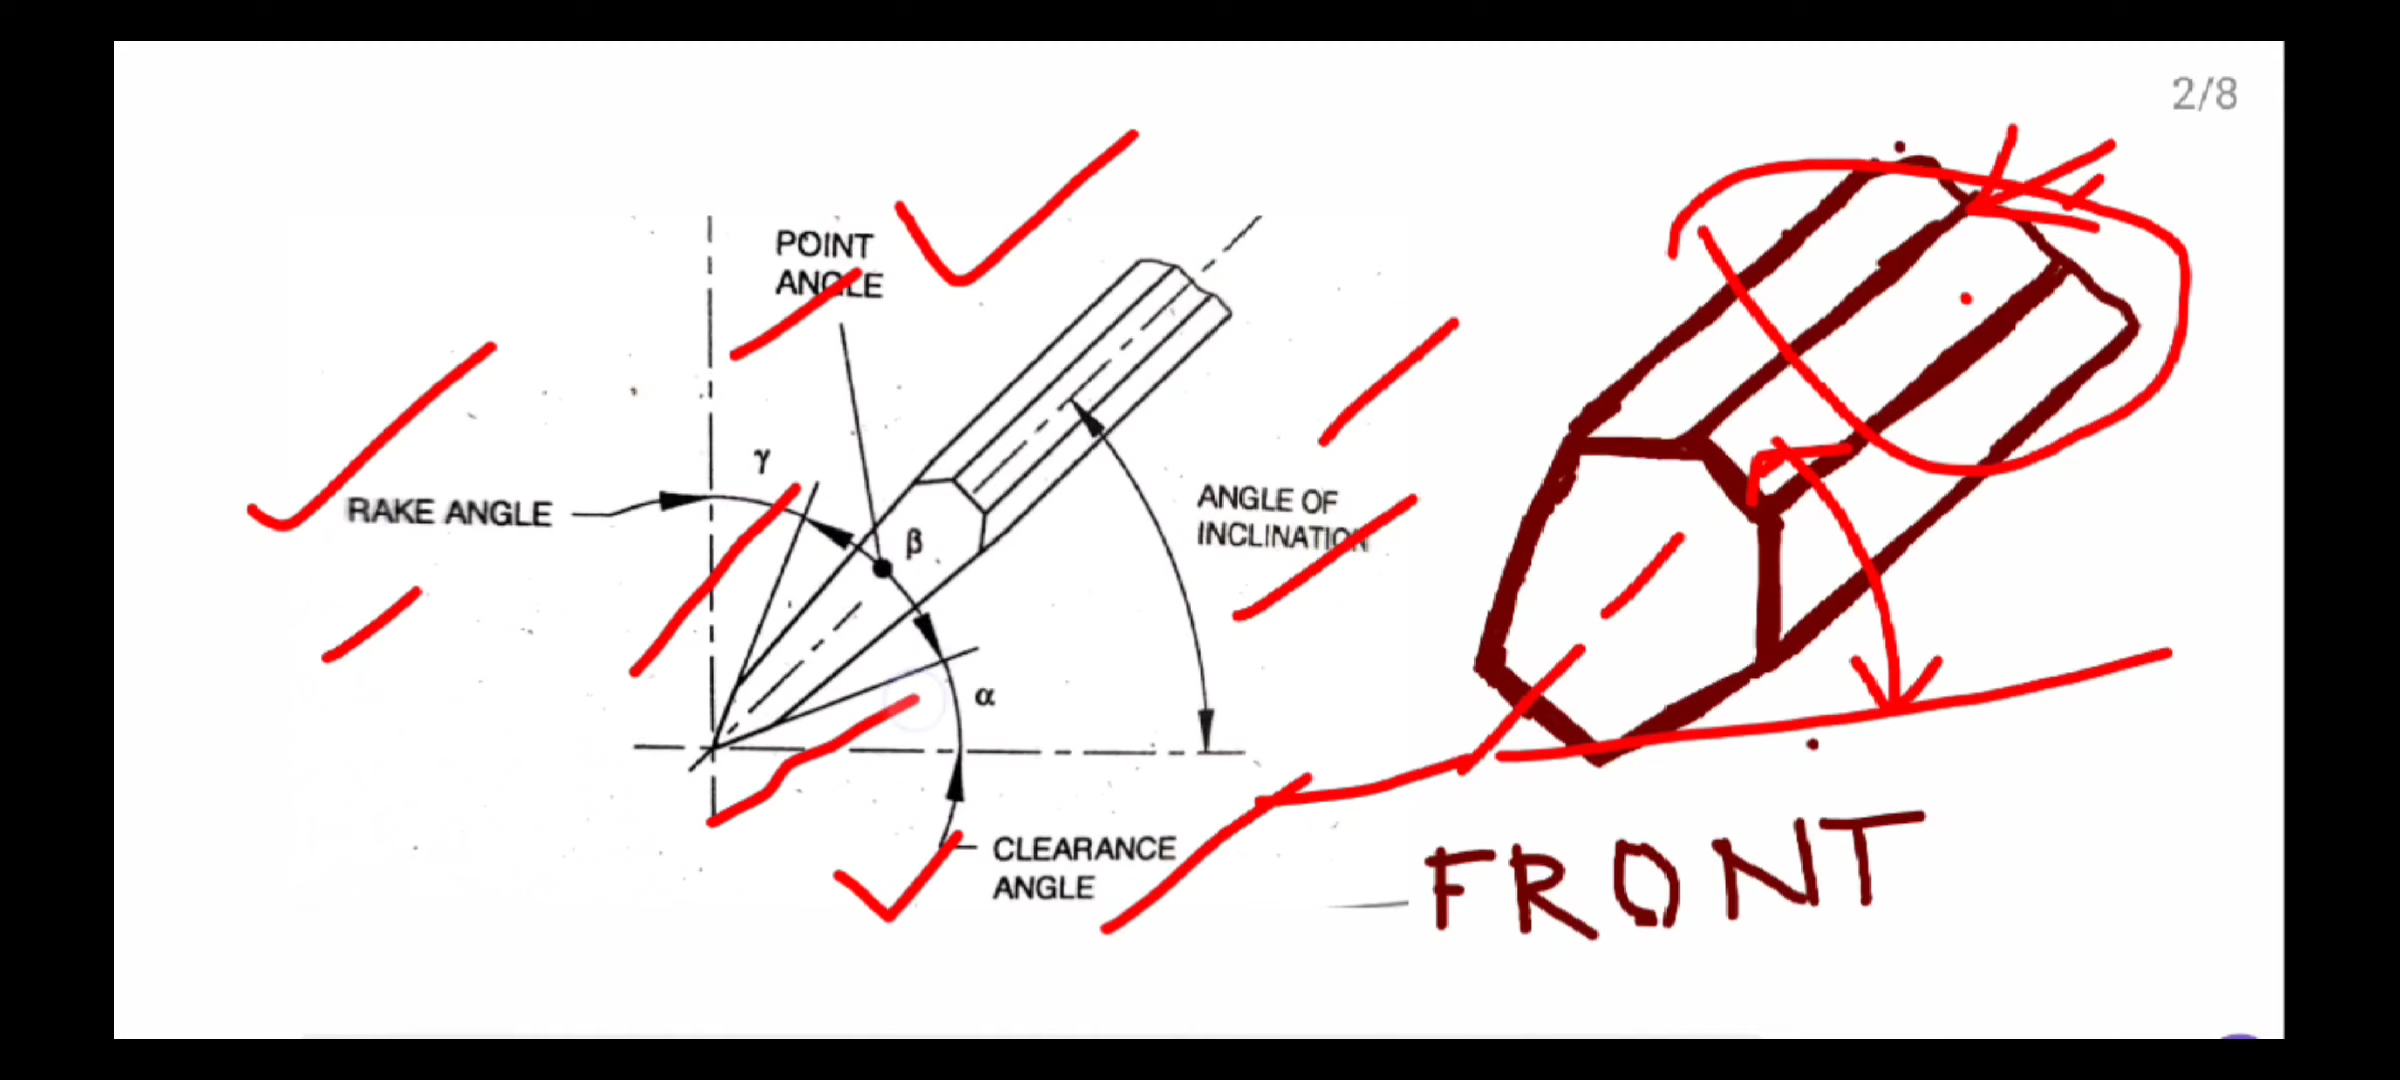 2/8
POINT
ANGLE
γ
RAKE ANGLE
β
ANGLE OF
INCLINATION
α
CLEARANCE
ANGLE
FRONT